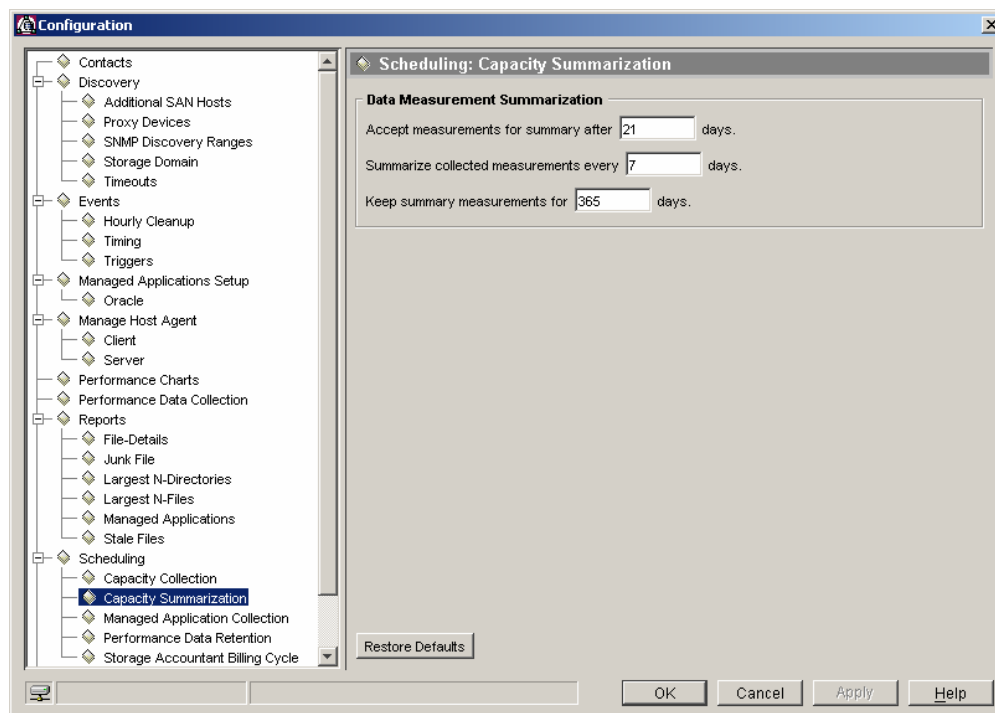 Configuration
Contacts
Discovery
Additional SAN Hosts
Proxy Devices
SNMP Discovery Ranges
Storage Domain
Timeouts
Events
Hourly Cleanup
Timing
Triggers
Managed Applications Setup
Oracle
Manage Host Agent
Client
Server
Performance Charts
Performance Data Collection
Reports
File-Details
Junk File
Largest N-Directories
Largest N-Files
Managed Applications
Stale Files
Scheduling
Capacity Collection
Capacity Summarization
Managed Application Collection
Performance Data Retention
Storage Accountant Billing Cycle
Scheduling: Capacity Summarization
Data Measurement Summarization
Accept measurements for summary after 21 days.
Summarize collected measurements every 7 days.
Keep summary measurements for 365 days.
Restore Defaults
OK Cancel Apply Help